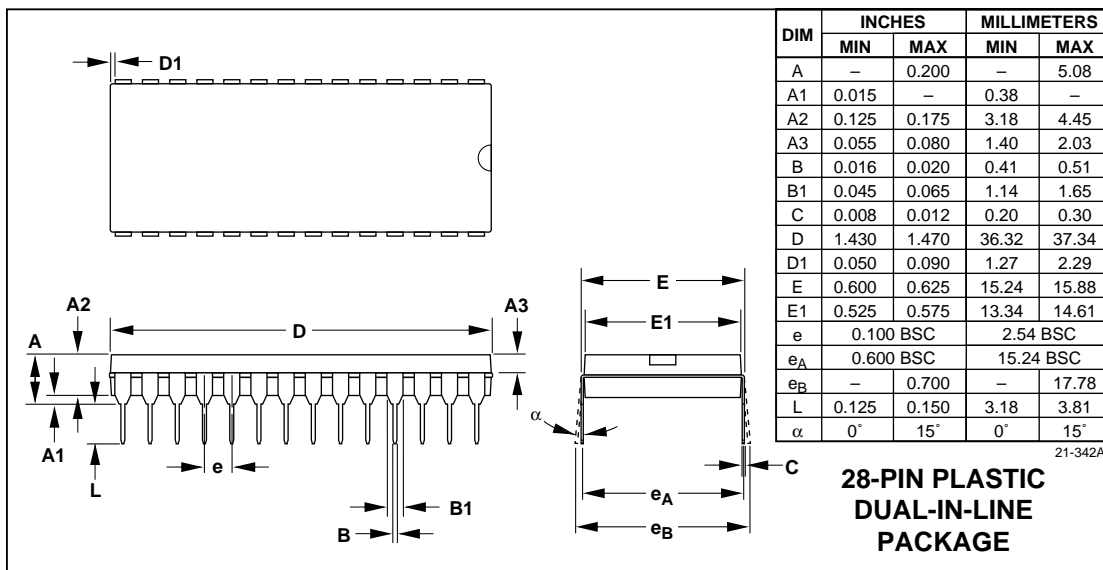 D1
A2
A3
D
A
A1
L
e
B1
B
E
E1
α
C
eA
eB
DIM INCHES MILLIMETERS
MIN MAX MIN MAX
A – 0.200 – 5.08
A1 0.015 – 0.38 –
A2 0.125 0.175 3.18 4.45
A3 0.055 0.080 1.40 2.03
B 0.016 0.020 0.41 0.51
B1 0.045 0.065 1.14 1.65
C 0.008 0.012 0.20 0.30
D 1.430 1.470 36.32 37.34
D1 0.050 0.090 1.27 2.29
E 0.600 0.625 15.24 15.88
E1 0.525 0.575 13.34 14.61
e 0.100 BSC 2.54 BSC
eA 0.600 BSC 15.24 BSC
eB – 0.700 – 17.78
L 0.125 0.150 3.18 3.81
α 0° 15° 0° 15°
21-342A
28-PIN PLASTIC
DUAL-IN-LINE
PACKAGE